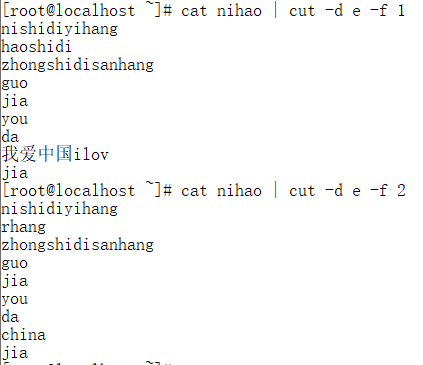 [root@localhost ~]# cat nihao | cut -d e -f 1
nishidiyihang
haoshidi
zhongshidisanhang
guo
jia
you
da
我爱中国ilov
jia
[root@localhost ~]# cat nihao | cut -d e -f 2
nishidiyihang
rhang
zhongshidisanhang
guo
jia
you
da
china
jia